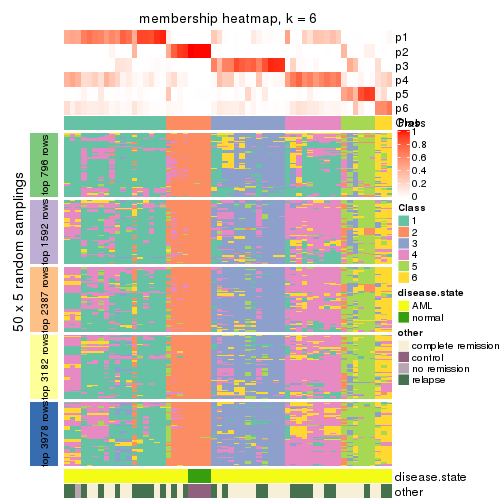 membership heatmap, k = 6
p1
p2
p3
p4
p5
p6
Class
Prob
1
0.8
0.6
0.4
0.2
0
50 x 5 random samplings
top 796 rows
top 1592 rows
top 2387 rows
top 3182 rows
top 3978 rows
Class
1
2
3
4
5
6
disease.state
AML
normal
other
complete remission
control
no remission
relapse
disease.state
other